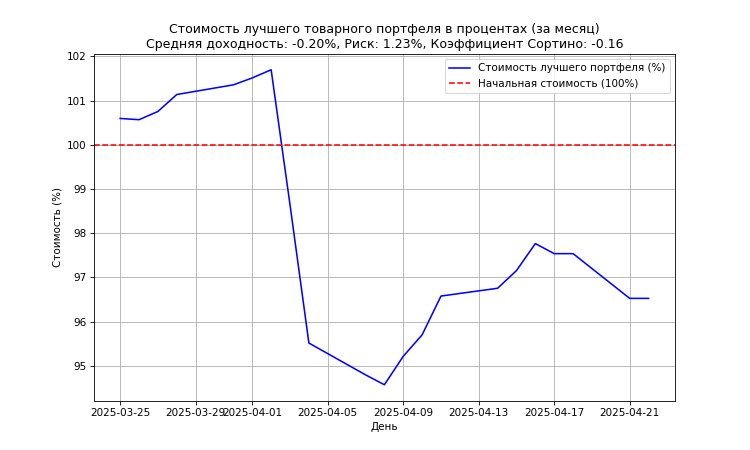 Стоимость лучшего товарного портфеля в процентах (за месяц)
Средняя доходность: -0.20%, Риск: 1.23%, Коэффициент Сортино: -0.16
Стоимость лучшего портфеля (%)
Начальная стоимость (100%)
Стоимость (%)
102
101
100
99
98
97
96
95
2025-03-25 2025-03-29 2025-04-01 2025-04-05 2025-04-09 2025-04-13 2025-04-17 2025-04-21
День